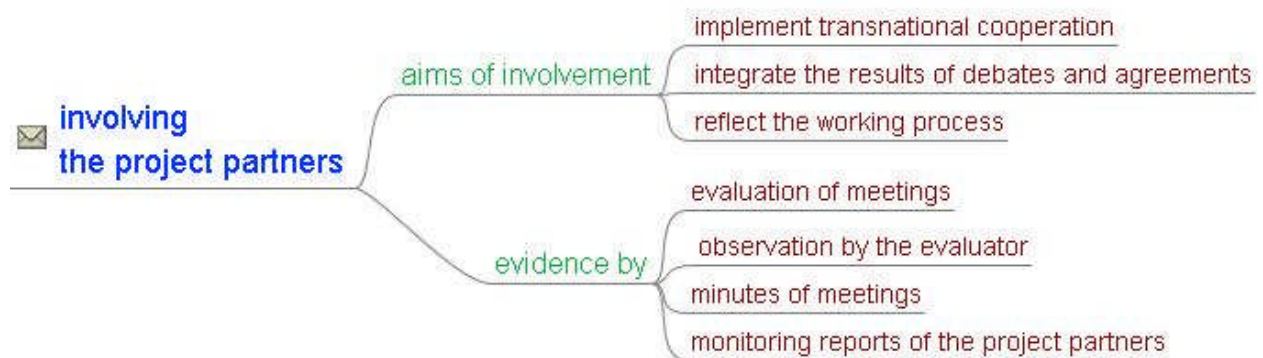 involving
the project partners
aims of involvement
implement transnational cooperation
integrate the results of debates and agreements
reflect the working process
evidence by
evaluation of meetings
observation by the evaluator
minutes of meetings
monitoring reports of the project partners